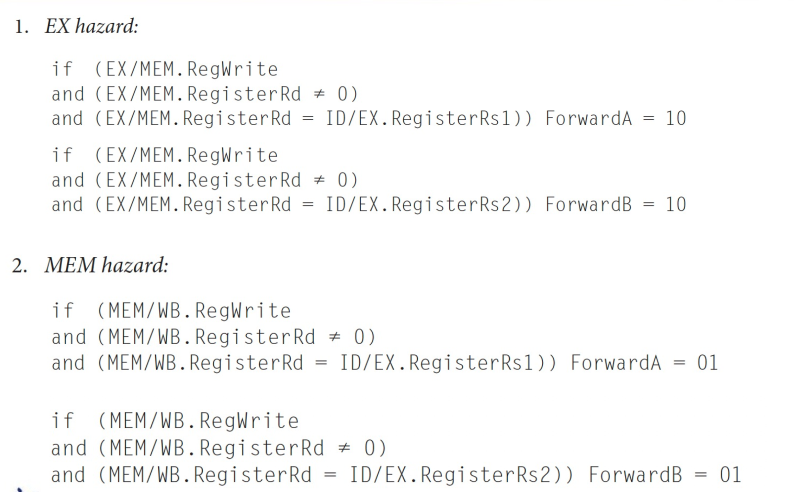 1. EX hazard:
if (EX/MEM.RegWrite
and (EX/MEM.RegisterRd ≠ 0)
and (EX/MEM.RegisterRd = ID/EX.RegisterRs1)) ForwardA = 10
if (EX/MEM.RegWrite
and (EX/MEM.RegisterRd ≠ 0)
and (EX/MEM.RegisterRd = ID/EX.RegisterRs2)) ForwardB = 10
2. MEM hazard:
if (MEM/WB.RegWrite
and (MEM/WB.RegisterRd ≠ 0)
and (MEM/WB.RegisterRd = ID/EX.RegisterRs1)) ForwardA = 01
if (MEM/WB.RegWrite
and (MEM/WB.RegisterRd ≠ 0)
and (MEM/WB.RegisterRd = ID/EX.RegisterRs2)) ForwardB = 01